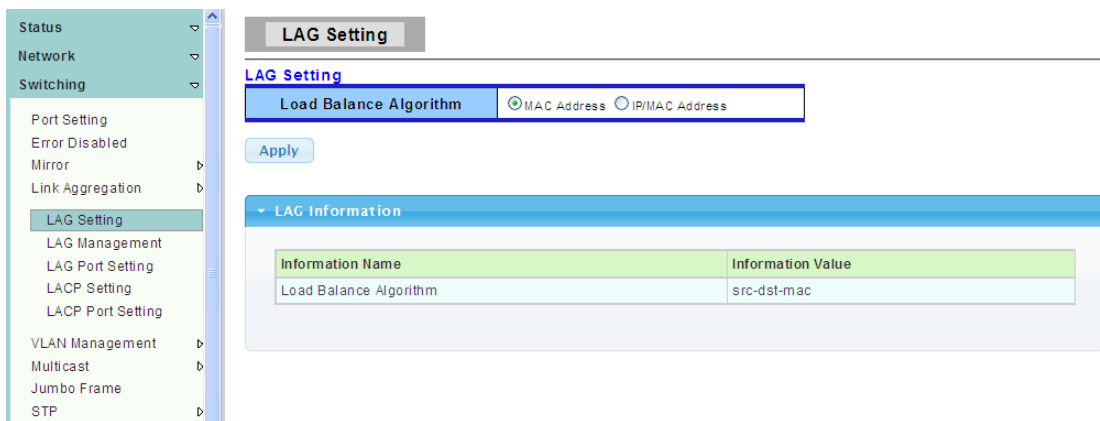 Status
Network
Switching
Port Setting
Error Disabled
Mirror
Link Aggregation
LAG Setting
LAG Management
LAG Port Setting
LACP Setting
LACP Port Setting
VLAN Management
Multicast
Jumbo Frame
STP
LAG Setting
LAG Setting
Load Balance Algorithm MAC Address IP/MAC Address
Apply
LAG Information
Information Name Information Value
Load Balance Algorithm src-dst-mac